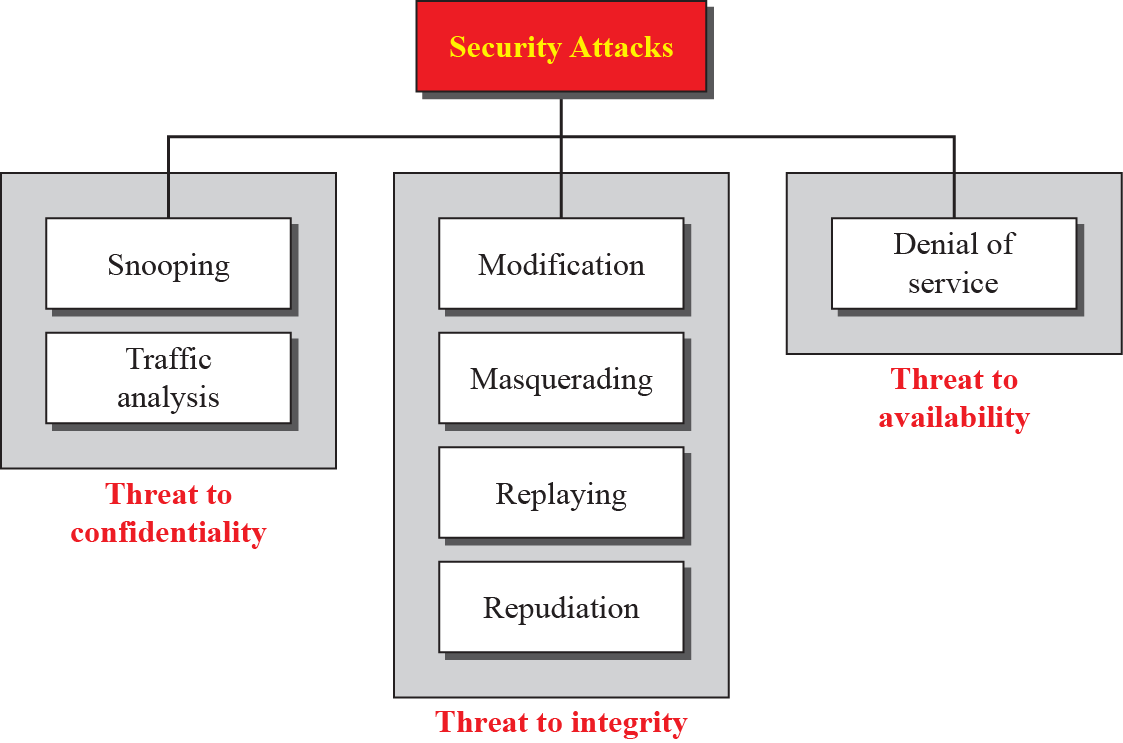 Security Attacks
Snooping
Traffic
analysis
Threat to
confidentiality
Modification
Masquerading
Replaying
Repudiation
Threat to integrity
Denial of
service
Threat to
availability